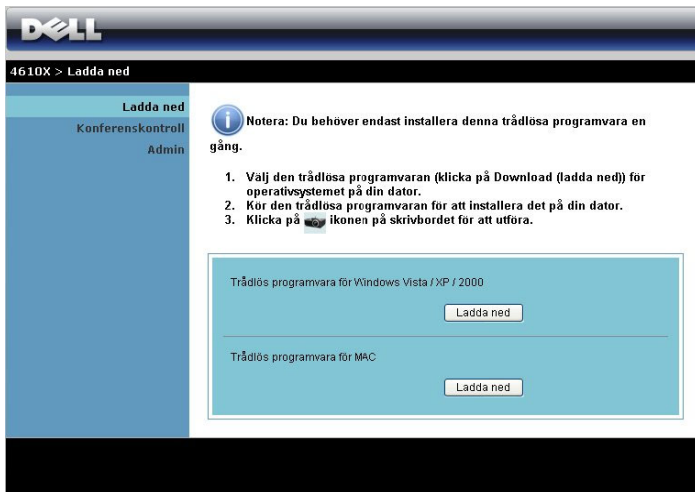 DELL
4610X > Ladda ned
Ladda ned
Konferenskontroll
Admin
Notera: Du behöver endast installera denna trådlösa programvara en
gång.
1. Välj den trådlösa programvaran (klicka på Download (ladda ned)) för
operativsystemet på din dator.
2. Kör den trådlösa programvaran för att installera det på din dator.
3. Klicka på ikonen på skrivbordet för att utföra.
Trådlös programvara för Windows Vista / XP / 2000
Ladda ned
Trådlös programvara för MAC
Ladda ned